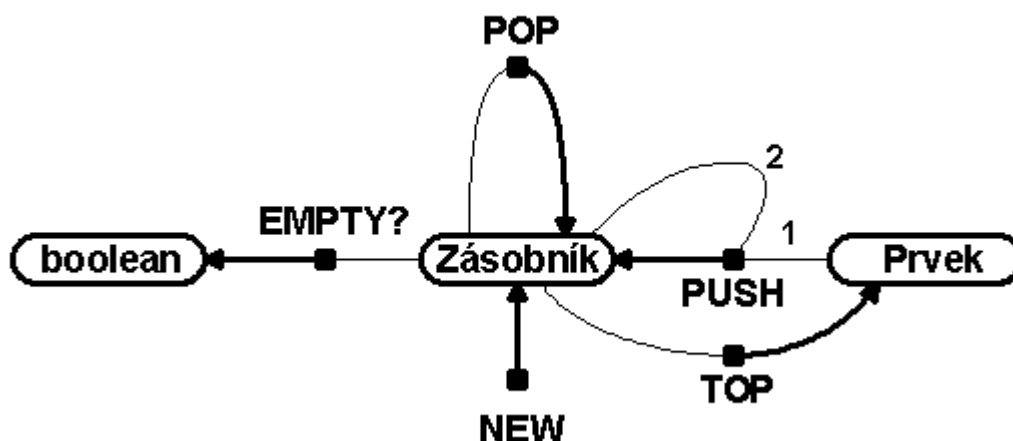 POP
2
EMPTY?
1
boolean
Zásobník
Prvek
PUSH
TOP
NEW